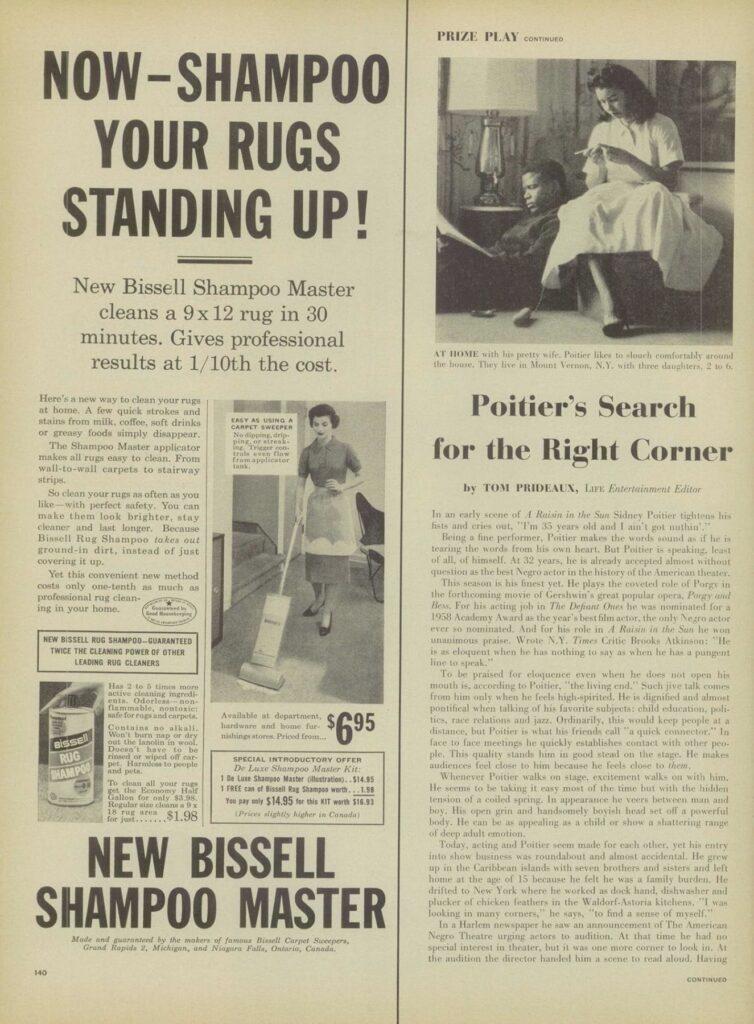 NOW–SHAMPOO
YOUR RUGS
STANDING UP!
New Bissell Shampoo Master
cleans a 9 x 12 rug in 30
minutes. Gives professional
results at 1/10th the cost.
Here's a new way to clean your rugs
at home. A few quick strokes and
stains from milk, coffee, soft drinks
or greasy foods simply disappear.
The Shampoo Master applicator
makes all rugs easy to clean. From
wall-to-wall carpets to stairway
strips.
So clean your rugs as often as you
like—with perfect safety. You can
make them look brighter, stay
cleaner and last longer. Because
Bissell Rug Shampoo takes out
ground-in dirt, instead of just
covering it up.
Yet this convenient new method
costs only one-tenth as much as
professional rug clean-
ing in your home.
Guaranteed by
Good Housekeeping
EASY AS USING A
CARPET SWEEPER
No dipping, drip-
ping, or streak-
ing. Trigger con-
trols even flow
from applicator
tank.
NEW BISSELL RUG SHAMPOO—GUARANTEED
TWICE THE CLEANING POWER OF OTHER
LEADING RUG CLEANERS
BISSELL
RUG
SHAMPOO
Has 2 to 5 times more
active cleaning ingredi-
ents. Odorless—non-
flammable, nontoxic:
safe for rugs and carpets.
Contains no alkali.
Won't burn nap or dry
out the lanolin in wool.
Doesn't have to be
rinsed or wiped off car-
pet. Harmless to people
and pets.
To clean all your rugs
get the Economy Half
Gallon for only $3.98.
Regular size cleans a 9 x
18 rug area
for just.......$1.98
Available at department,
hardware and home fur-
nishings stores. Priced from... $6.95
SPECIAL INTRODUCTORY OFFER
De Luxe Shampoo Master Kit:
1 De Luxe Shampoo Master (illustration). $14.95
1 FREE can of Bissell Rug Shampoo worth...1.98
You pay only $14.95 for this KIT worth $16.93
(Prices slightly higher in Canada)
NEW BISSELL
SHAMPOO MASTER
Made and guaranteed by the makers of famous Bissell Carpet Sweepers,
Grand Rapids 2, Michigan, and Niagara Falls, Ontario, Canada.
140
PRIZE PLAY CONTINUED
AT HOME with his pretty wife. Poitier likes to slouch comfortably around
the house. They live in Mount Vernon, N.Y. with three daughters, 2 to 6.
Poitier's Search
for the Right Corner
by TOM PRIDEAUX, LIFE Entertainment Editor
In an early scene of A Raisin in the Sun Sidney Poitier tightens his
fists and cries out, "I'm 35 years old and I ain't got nuthin'."
Being a fine performer, Poitier makes the words sound as if he is
tearing the words from his own heart. But Poitier is speaking, least
of all, of himself. At 32, he is already accepted almost without
question as the best Negro actor in the history of the American theater.
This season is his finest yet. He plays the coveted role of Porgy in
the forthcoming movie of Gershwin's great popular opera, Porgy and
Bess. For his acting job in The Defiant Ones he was nominated for a
1958 Academy Award as the year's best film actor, the only Negro actor
ever so nominated. And for his role in A Raisin in the Sun he won
unanimous praise. Wrote N.Y. Times Critic Brooks Atkinson: "He
is as eloquent when he has nothing to say as when he has a pungent
line to speak."
To be praised for eloquence even when he does not open his
mouth is, according to Poitier, "the living end." Such jive talk comes
from him only when he feels high-spirited. He is dignified and almost
pontifical when talking of his favorite subjects: child education, poli-
tics, race relations and jazz. Ordinarily, this would keep people at a
distance, but Poitier is what his friends call "a quick connector." In
face to face meetings he quickly establishes contact with other peo-
ple. This quality stands him in good stead on the stage. He makes
audiences feel close to him because he feels close to them.
Whenever Poitier walks on stage, excitement walks on with him.
He seems to be taking it easy most of the time but with the hidden
tension of a coiled spring. In appearance he veers between man and
boy. His open grin and handsomely boyish head set off a powerful
body. He can be as appealing as a child or show a shattering range
of deep adult emotion.
Today, acting and Poitier seem made for each other, yet his entry
into show business was roundabout and almost accidental. He grew
up in the Caribbean islands with seven brothers and sisters and left
home at the age of 15 because he felt he was a family burden. He
drifted to New York where he worked as dock hand, dishwasher and
plucker of chicken feathers in the Waldorf-Astoria kitchens. "I was
looking in many corners," he says, "to find a sense of myself."
In a Harlem newspaper he saw an announcement of The American
Negro Theatre urging actors to audition. At that time he had no
special interest in theater, but it was one more corner to look in. At
the audition the director handed him a scene to read aloud. Having
CONTINUED